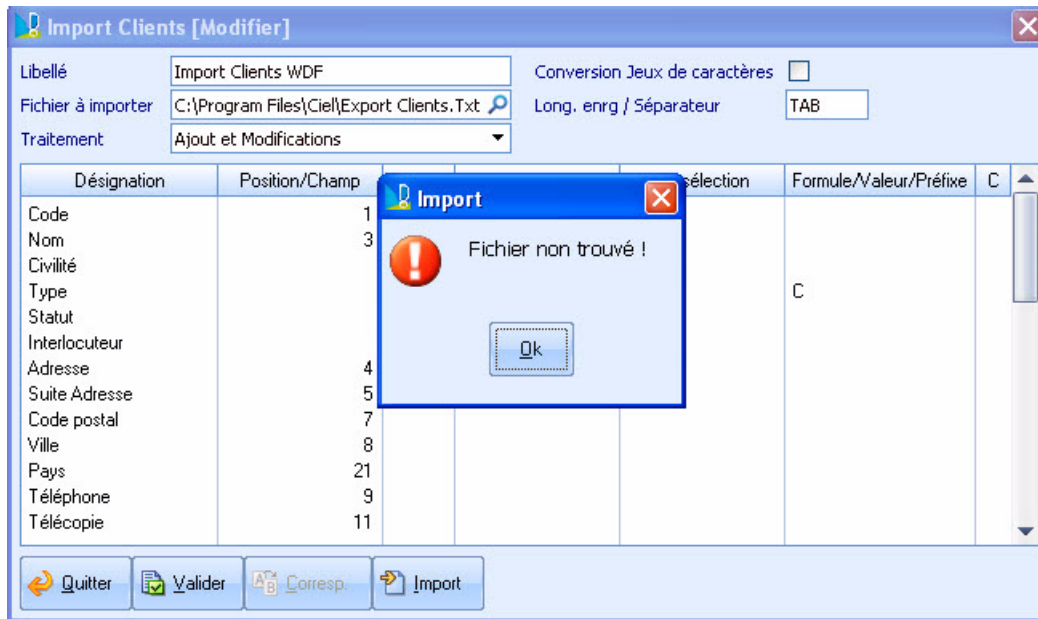 Import Clients [Modifier]
Libellé Import Clients WDF Conversion Jeux de caractères
Fichier à importer C:\Program Files\Ciel\Export Clients.Txt Long. enrg / Séparateur TAB
Traitement Ajout et Modifications
Désignation Position/Champ sélection Formule/Valeur/Préfixe C
Code 1
Nom 3
Civilité
Type C
Statut
Interlocuteur
Adresse 4
Suite Adresse 5
Code postal 7
Ville 8
Pays 21
Téléphone 9
Télécopie 11
Import
Fichier non trouvé !
Ok
Quitter Valider Corresp. Import